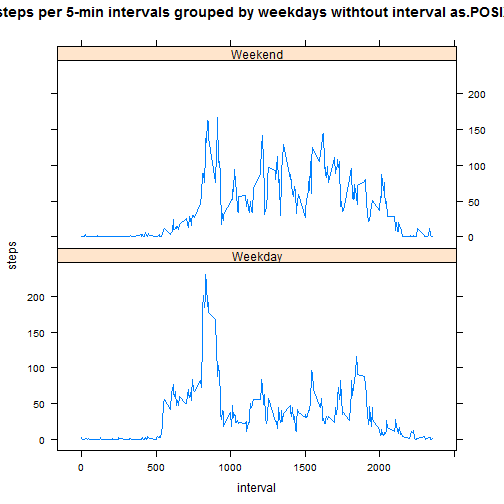 steps per 5-min intervals grouped by weekdays withtout interval as.POSI
Weekend
200
150
100
50
0
steps
Weekday
200
150
100
50
0
0 500 1000 1500 2000
interval